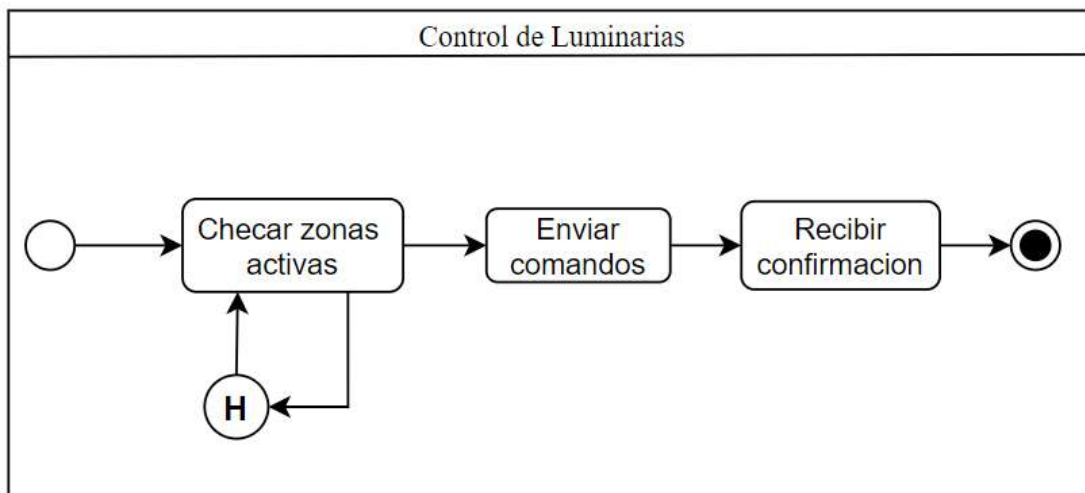 Control de Luminarias
Checar zonas
activas
Enviar
comandos
Recibir
confirmacion
H